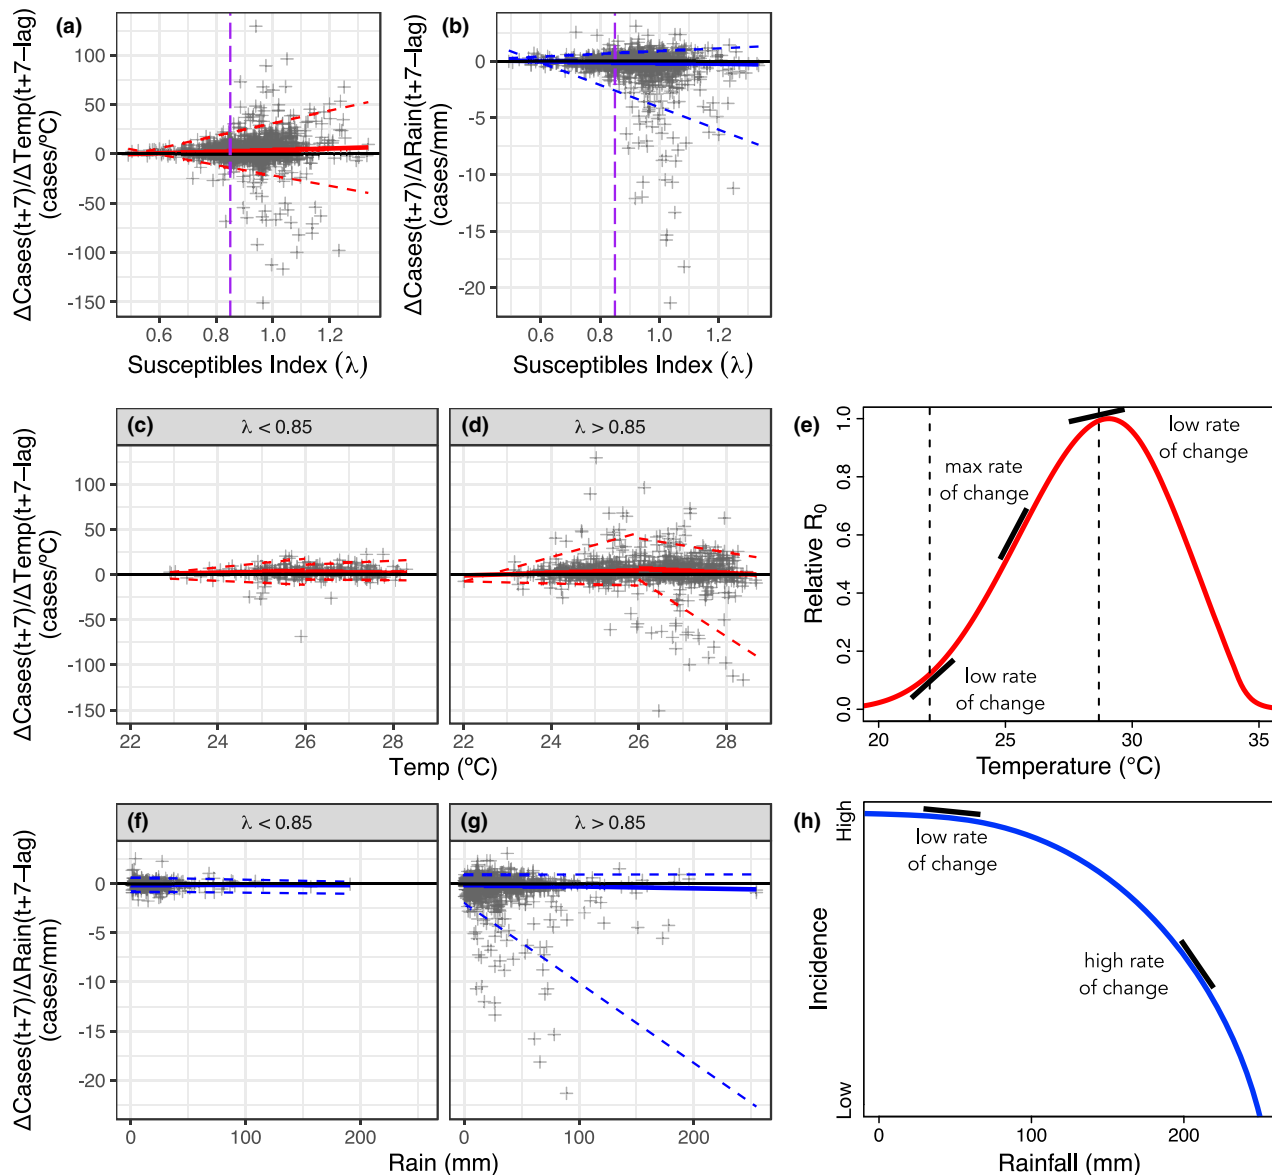 (a)
ΔCases(t+7)/ΔTemp(t+7–lag)
(cases/ºC)
100
50
0
-50
-100
-150
0.6
0.8
1.0
1.2
Susceptibles Index (λ)
(b)
ΔCases(t+7)/ΔRain(t+7–lag)
(cases/mm)
0
-5
-10
-15
-20
0.6
0.8
1.0
1.2
Susceptibles Index (λ)
(c)
λ < 0.85
(d)
λ > 0.85
ΔCases(t+7)/ΔTemp(t+7–lag)
(cases/ºC)
100
50
0
-50
-100
-150
22
24
26
28
22
24
26
28
Temp (ºC)
(e)
Relative R0
1.0
0.8
0.6
0.4
0.2
0.0
low rate
of change
max rate
of change
low rate
of change
20
25
30
35
Temperature (°C)
(f)
λ < 0.85
(g)
λ > 0.85
ΔCases(t+7)/ΔRain(t+7–lag)
(cases/mm)
0
-5
-10
-15
-20
0
100
200
0
100
200
Rain (mm)
(h)
Incidence
High
Low
low rate
of change
high rate
of change
0
100
200
Rainfall (mm)